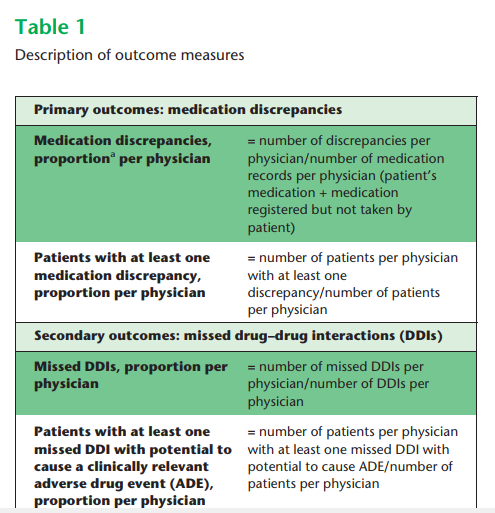 Table 1
Description of outcome measures
Primary outcomes: medication discrepancies
Medication discrepancies,
proportionᵃ per physician
= number of discrepancies per
physician/number of medication
records per physician (patient’s
medication + medication
registered but not taken by
patient)
Patients with at least one
medication discrepancy,
proportion per physician
= number of patients per physician
with at least one
discrepancy/number of patients
per physician
Secondary outcomes: missed drug–drug interactions (DDIs)
Missed DDIs, proportion per
physician
= number of missed DDIs per
physician/number of DDIs per
physician
Patients with at least one
missed DDI with potential to
cause a clinically relevant
adverse drug event (ADE),
proportion per physician
= number of patients per physician
with at least one missed DDI with
potential to cause ADE/number of
patients per physician